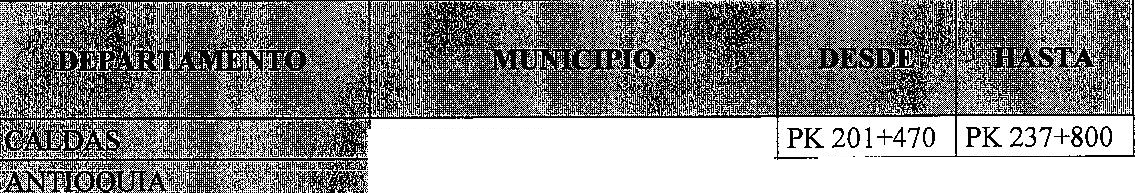 DEPARTAMENTO MUNICIPIO DESDE HASTA
CALDAS PK 201+470 PK 237+800
ANTIOQUIA